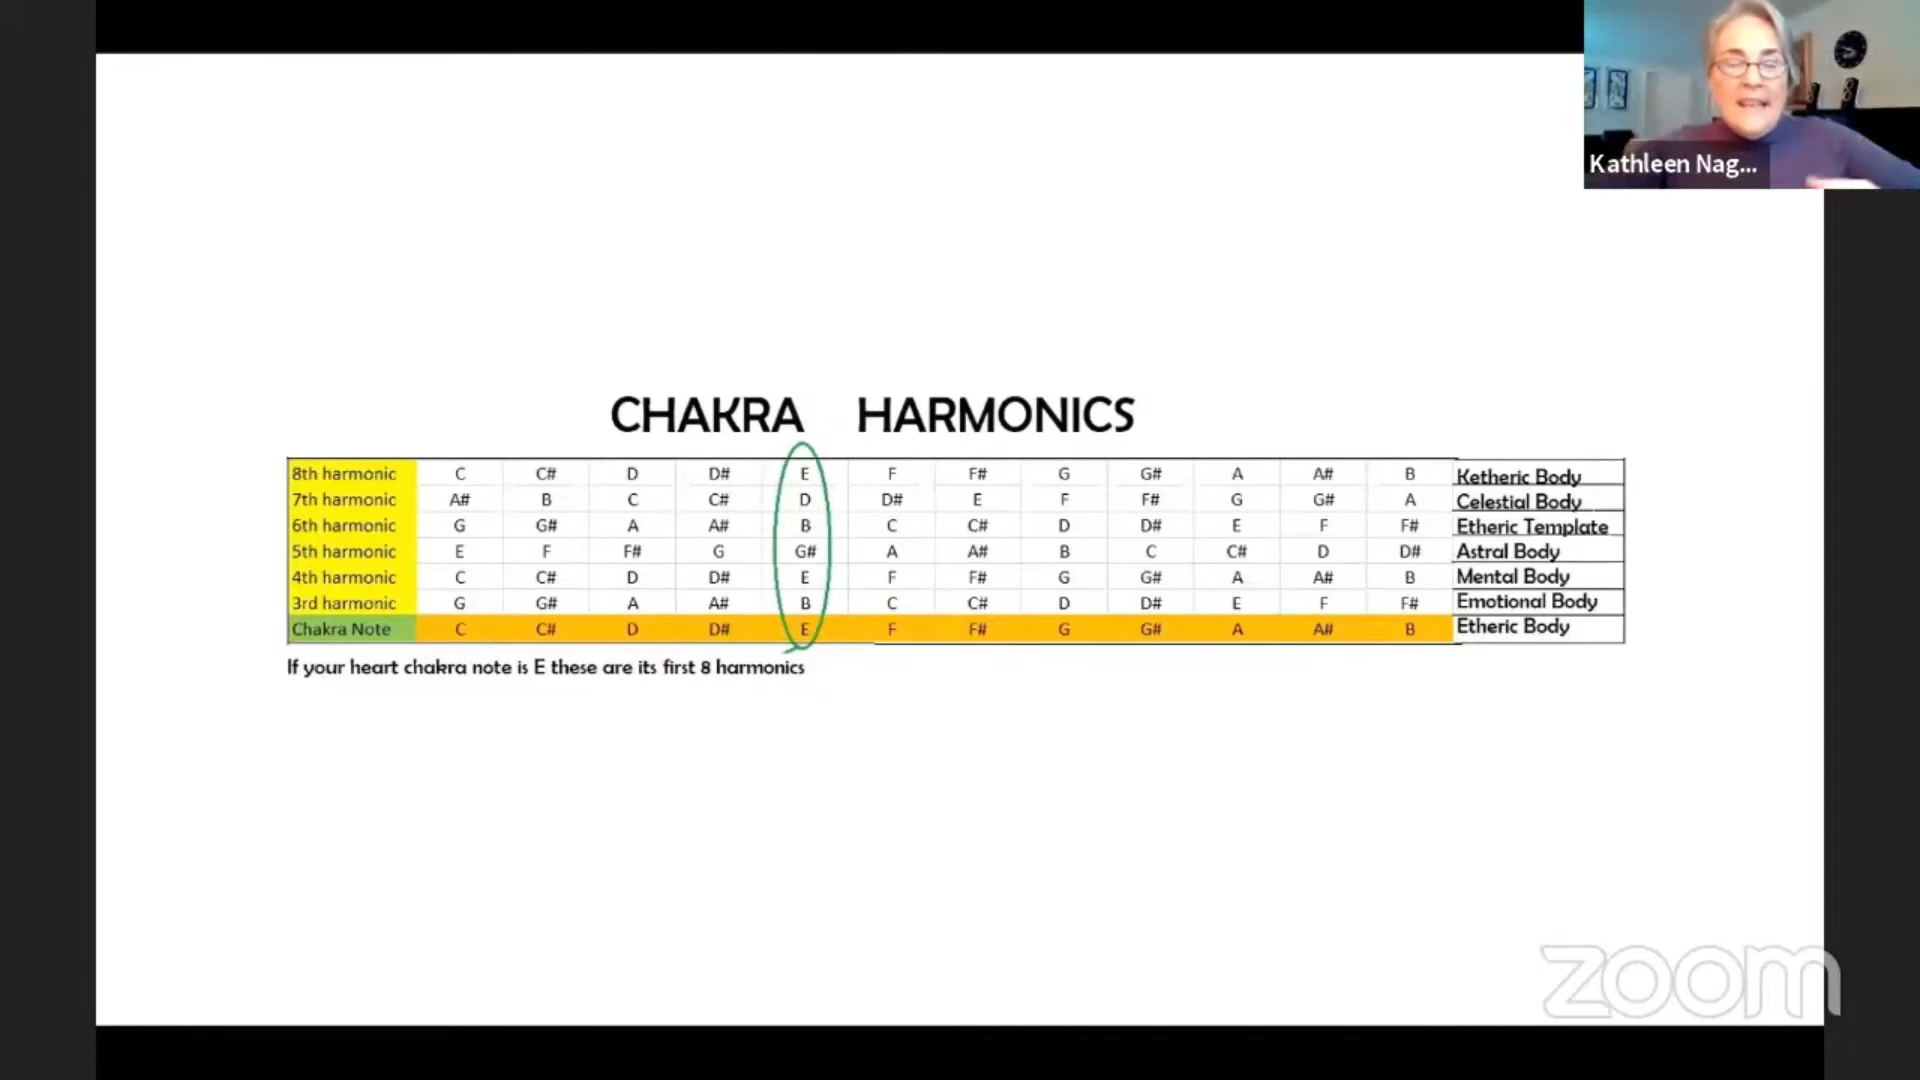 Kathleen Nag...
CHAKRA HARMONICS
8th harmonic C C# D D# E F F# G G# A A# B Ketheric Body
7th harmonic A# B C C# D D# E F F# G G# A Celestial Body
6th harmonic G G# A A# B C C# D D# E F F# Etheric Template
5th harmonic E F F# G G# A A# B C C# D D# Astral Body
4th harmonic C C# D D# E F F# G G# A A# B Mental Body
3rd harmonic G G# A A# B C C# D D# E F F# Emotional Body
Chakra Note C C# D D# E F F# G G# A A# B Etheric Body
If your heart chakra note is E these are its first 8 harmonics
zoom